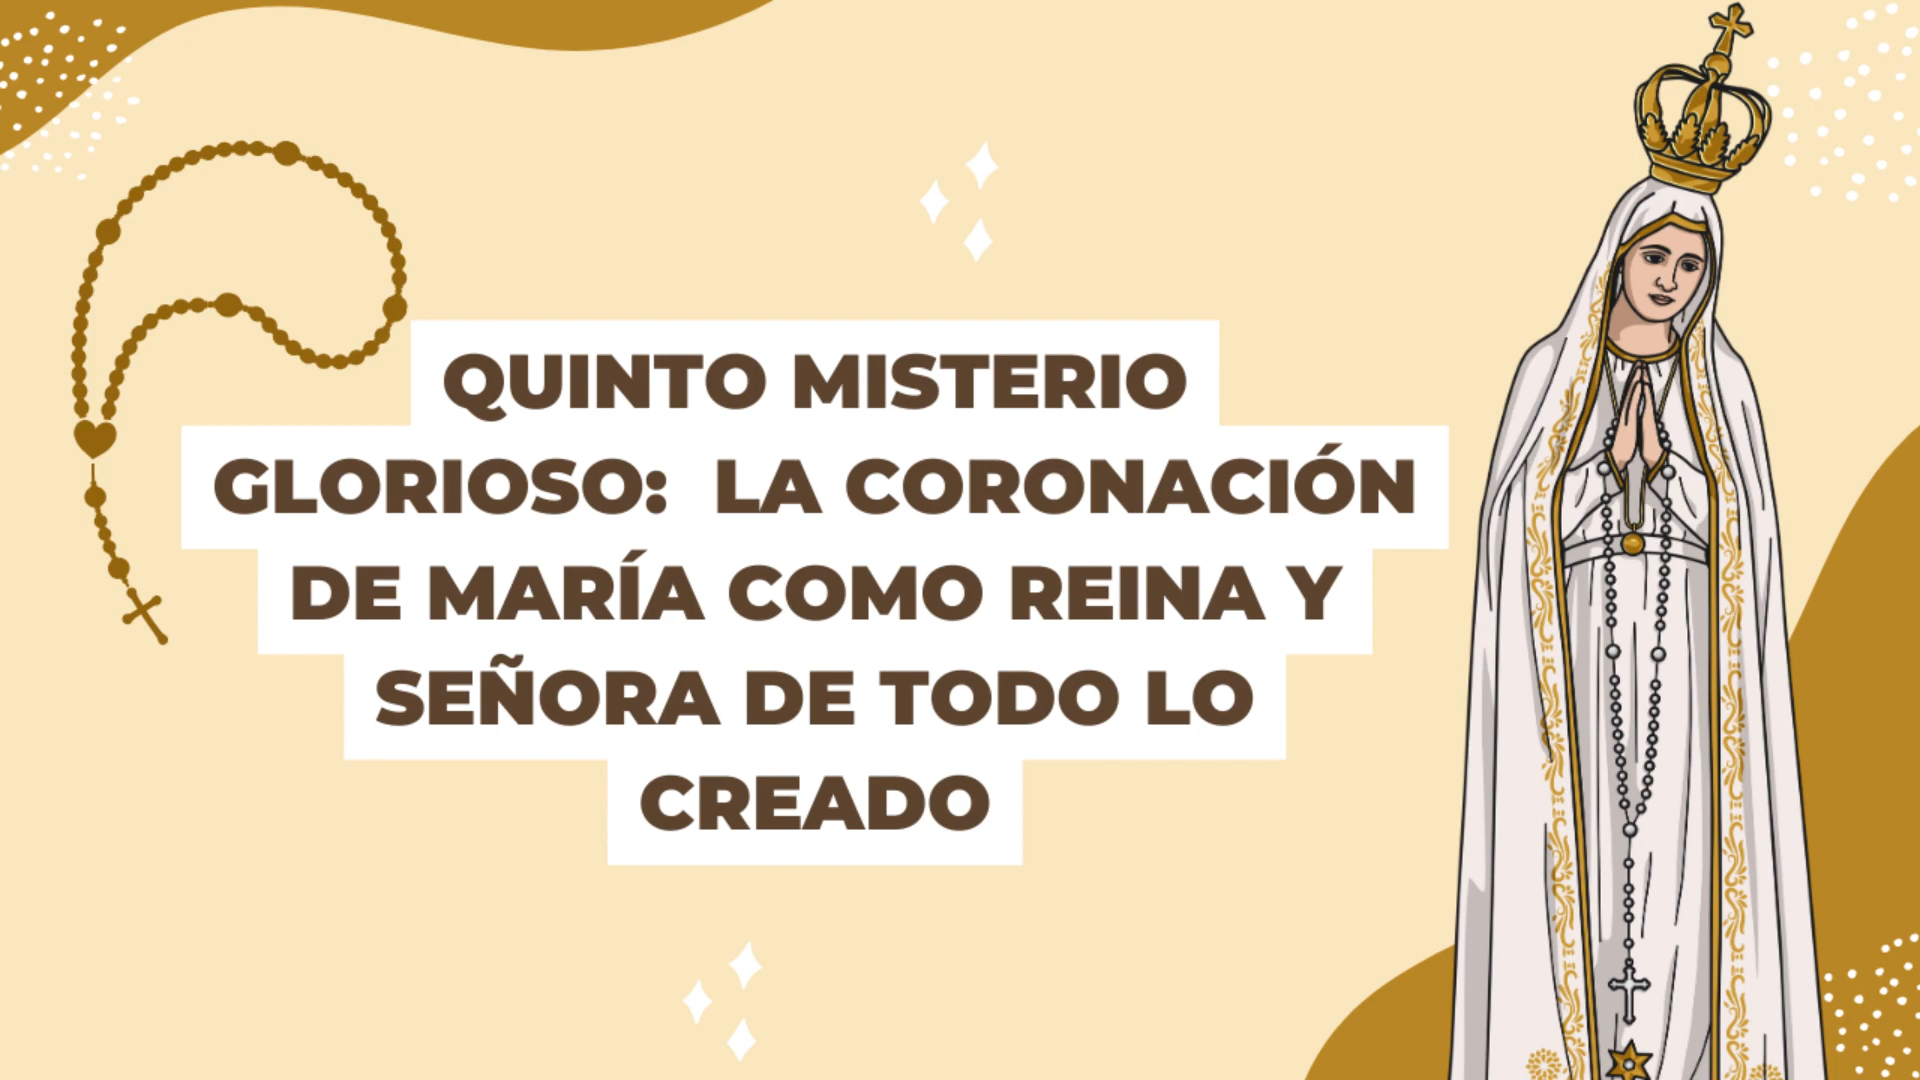 QUINTO MISTERIO
GLORIOSO: LA CORONACIÓN
DE MARÍA COMO REINA Y
SEÑORA DE TODO LO
CREADO